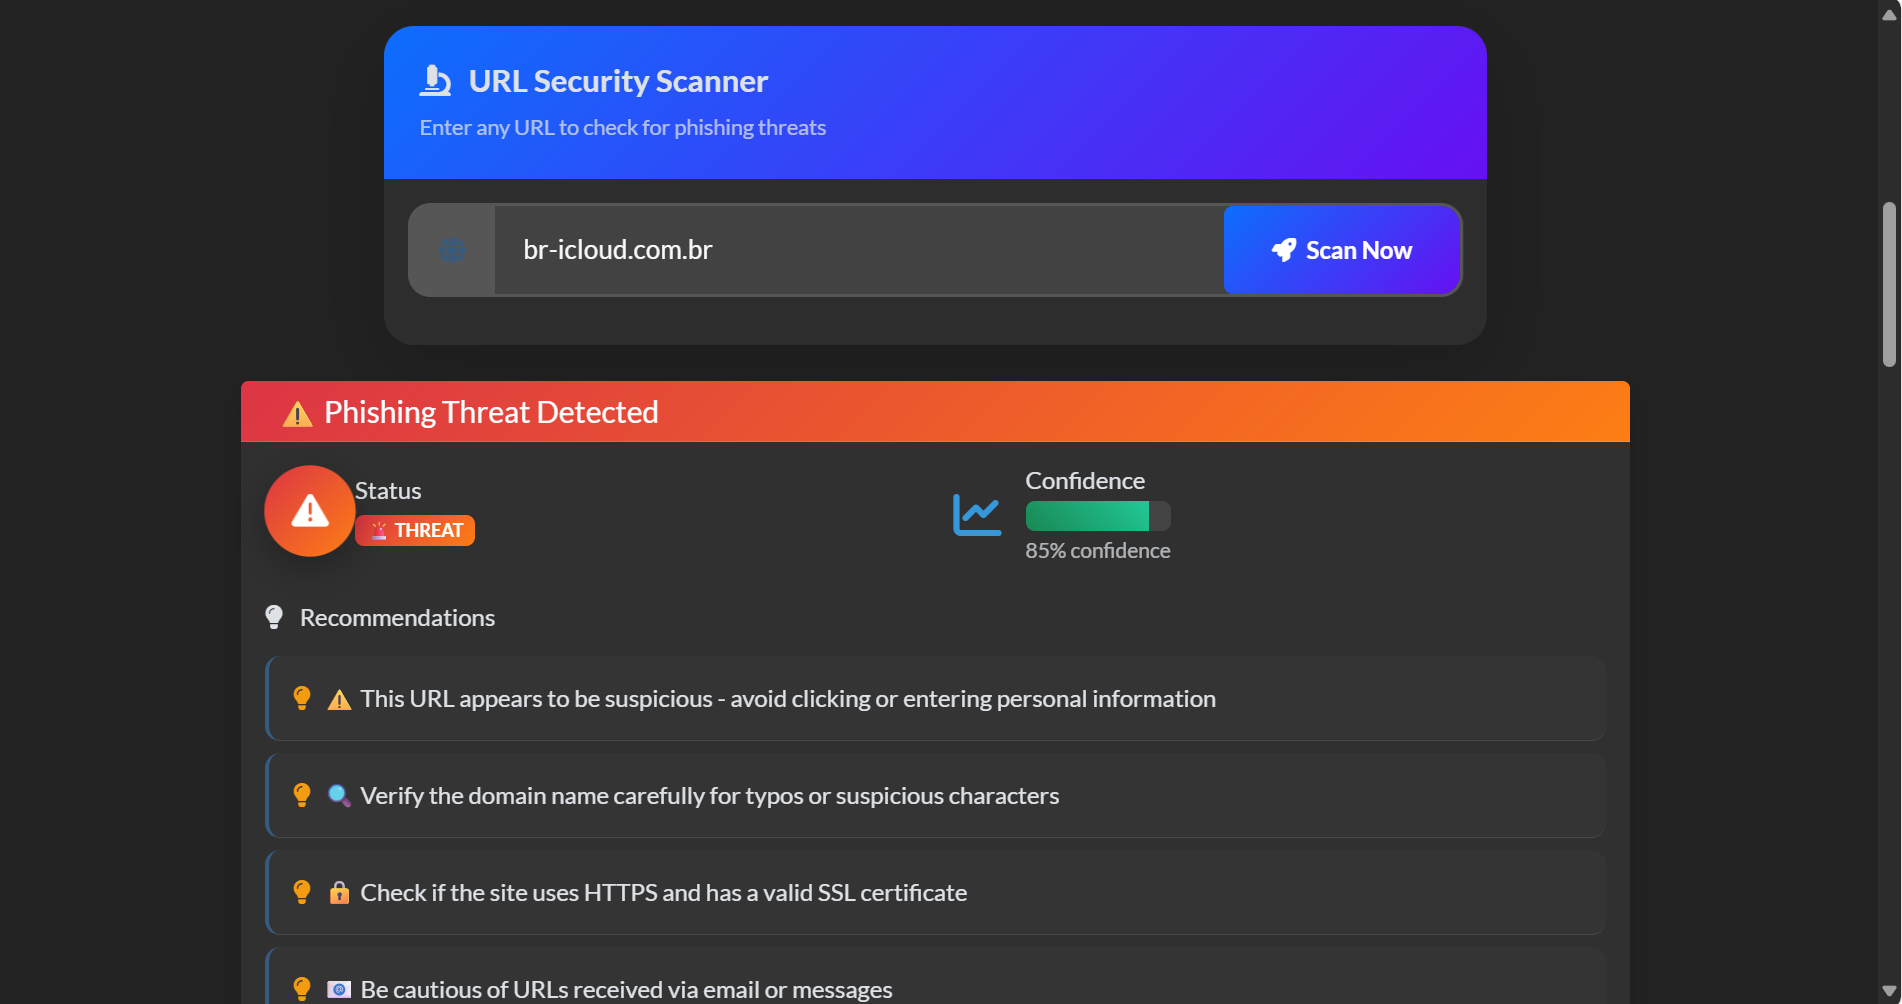 URL Security Scanner
Enter any URL to check for phishing threats
br-icloud.com.br
Scan Now
Phishing Threat Detected
Status
THREAT
Confidence
85% confidence
Recommendations
This URL appears to be suspicious - avoid clicking or entering personal information
Verify the domain name carefully for typos or suspicious characters
Check if the site uses HTTPS and has a valid SSL certificate
Be cautious of URLs received via email or messages